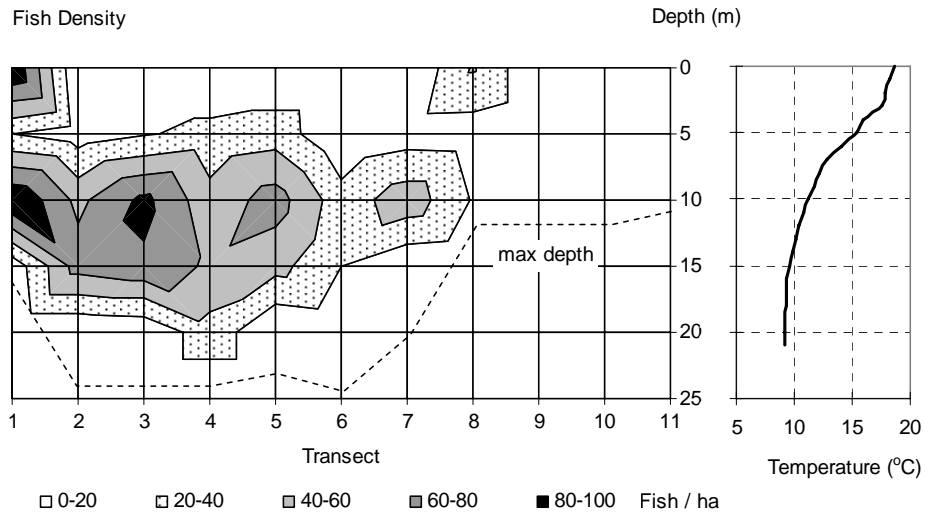 Fish Density
Depth (m)
0
5
10
15
20
25
max depth
1 2 3 4 5 6 7 8 9 10 11
Transect
5 10 15 20
Temperature (°C)
0-20 20-40 40-60 60-80 80-100 Fish / ha